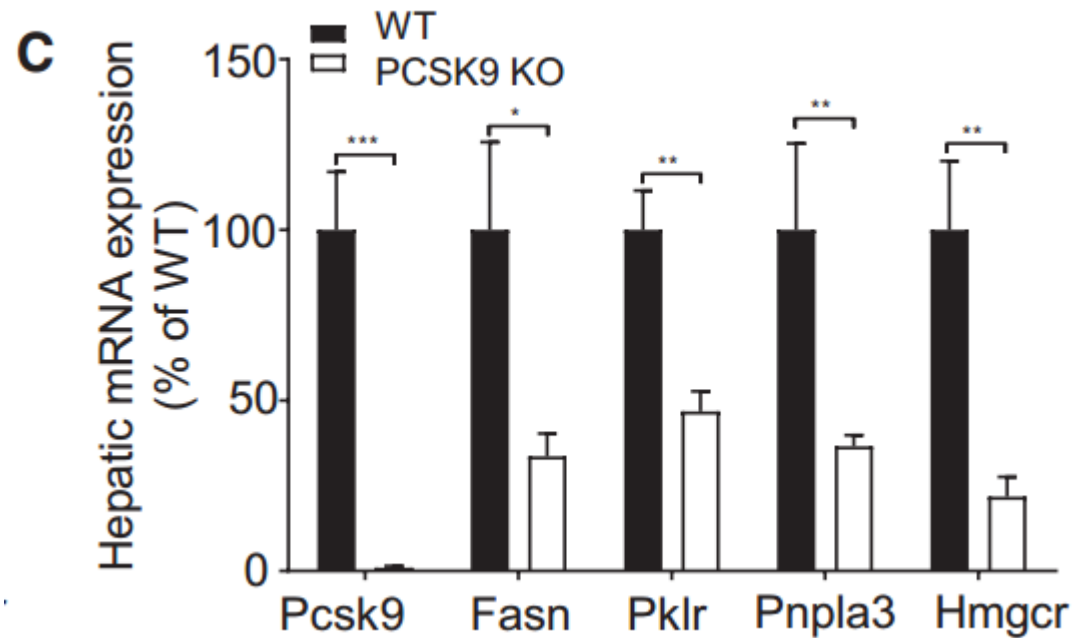 C
WT
PCSK9 KO
Hepatic mRNA expression
(% of WT)
150
100
50
0
***
*
**
**
**
Pcsk9 Fasn Pklr Pnpla3 Hmgcr